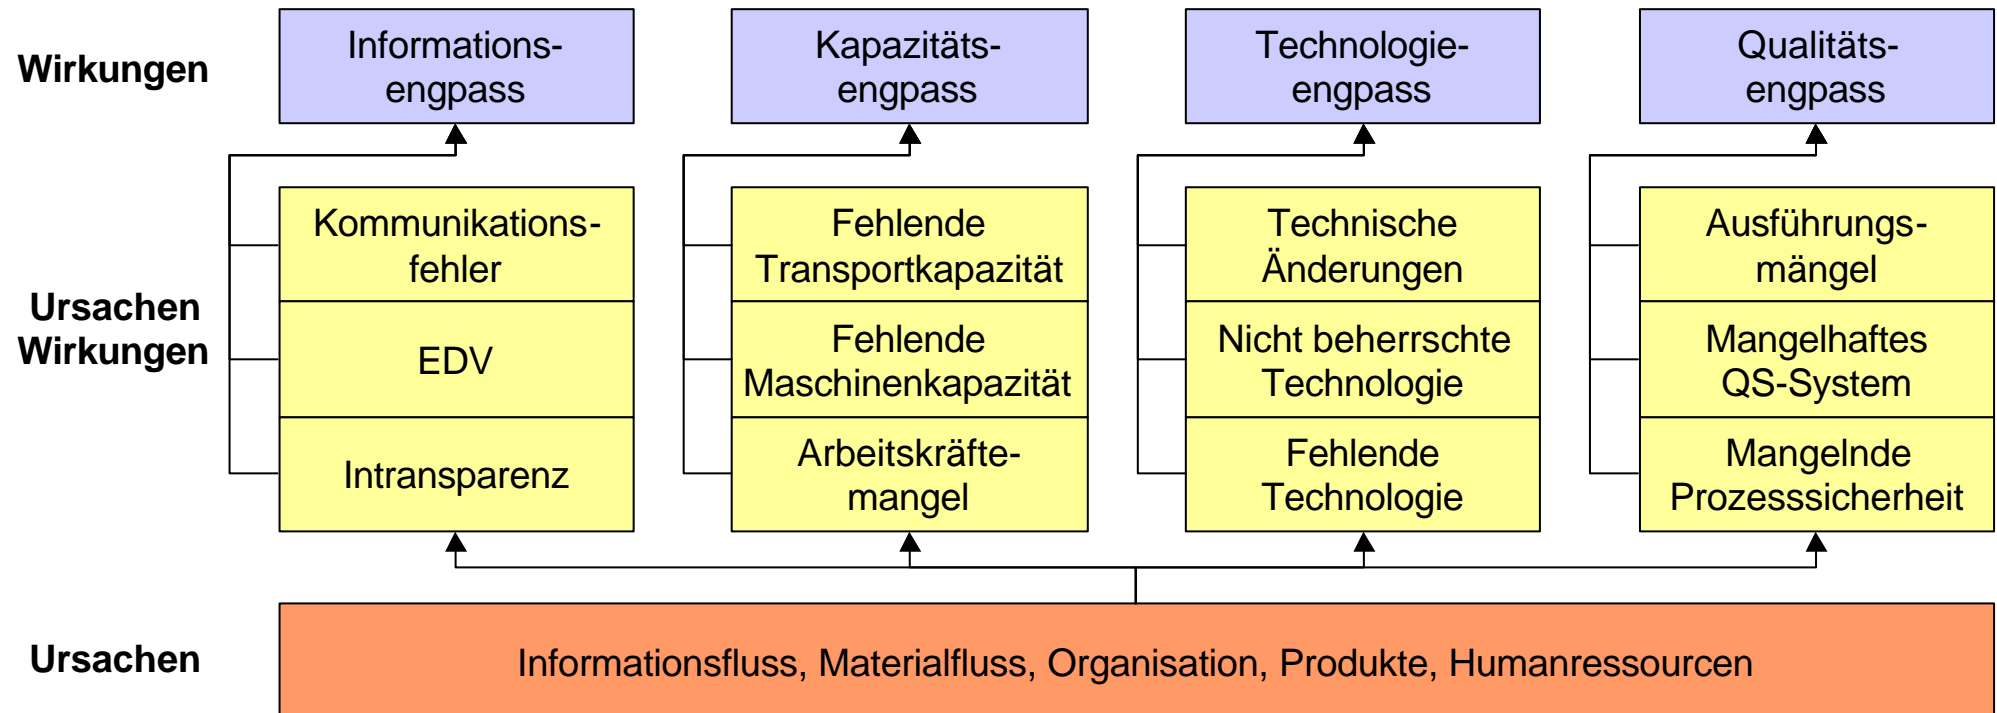 Wirkungen
Informations-
engpass
Kapazitäts-
engpass
Technologie-
engpass
Qualitäts-
engpass
Ursachen
Wirkungen
Kommunikations-
fehler
EDV
Intransparenz
Fehlende
Transportkapazität
Fehlende
Maschinenkapazität
Arbeitskräfte-
mangel
Technische
Änderungen
Nicht beherrschte
Technologie
Fehlende
Technologie
Ausführungs-
mängel
Mangelhaftes
QS-System
Mangelnde
Prozesssicherheit
Ursachen
Informationsfluss, Materialfluss, Organisation, Produkte, Humanressourcen